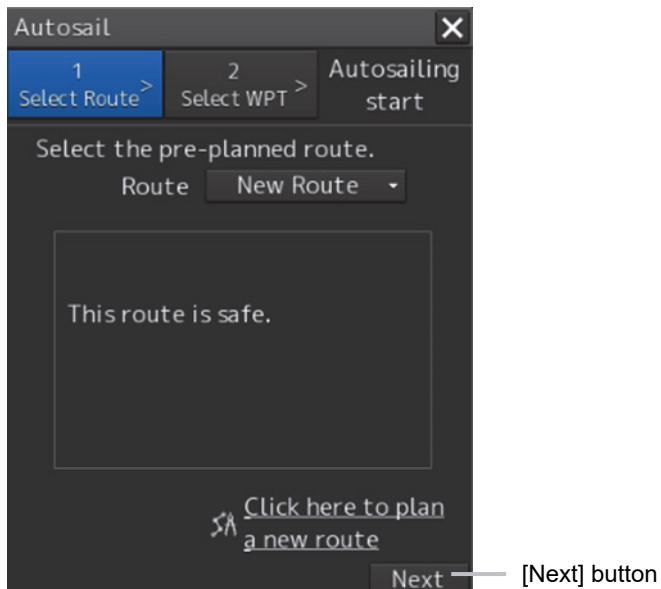 Autosail
1
Select Route >
2
Select WPT >
Autosailing
start
Select the pre-planned route.
Route New Route
This route is safe.
Click here to plan
a new route
Next
[Next] button